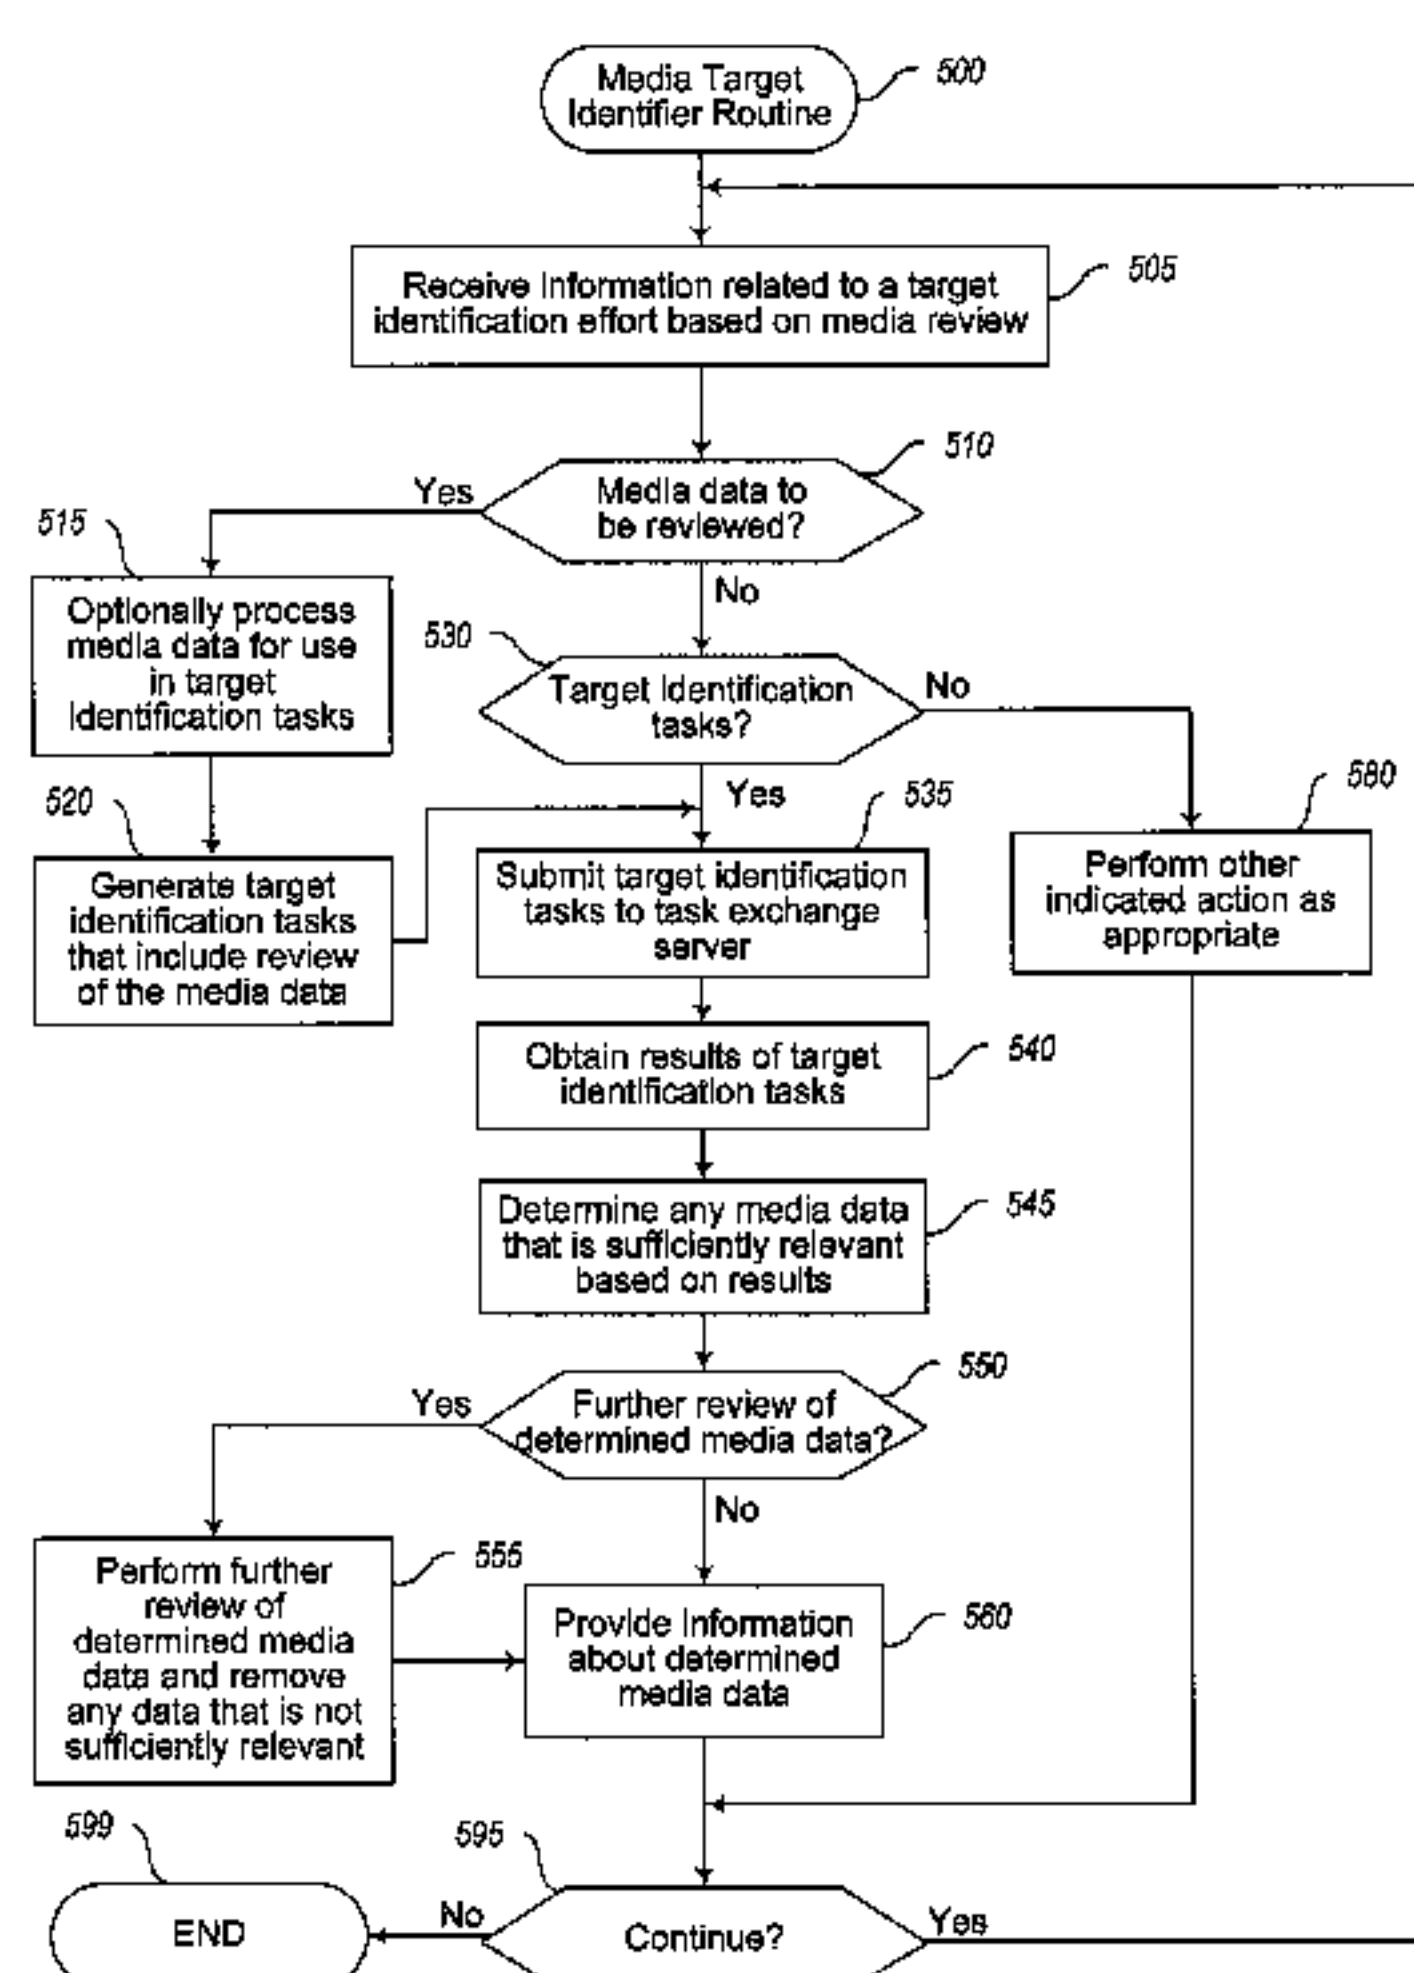 Media Target
Identifier Routine
500
Receive Information related to a target
identification effort based on media review
505
Media data to
be reviewed?
510
Yes
No
515
Optionally process
media data for use
in target
Identification tasks
530
Target Identification
tasks?
No
Yes
520
Generate target
identification tasks
that include review
of the media data
535
Submit target identification
tasks to task exchange
server
580
Perform other
indicated action as
appropriate
540
Obtain results of target
identification tasks
545
Determine any media data
that is sufficiently relevant
based on results
550
Further review of
determined media data?
Yes
No
555
Perform further
review of
determined media
data and remove
any data that is not
sufficiently relevant
560
Provide Information
about determined
media data
599
END
595
Continue?
No
Yes